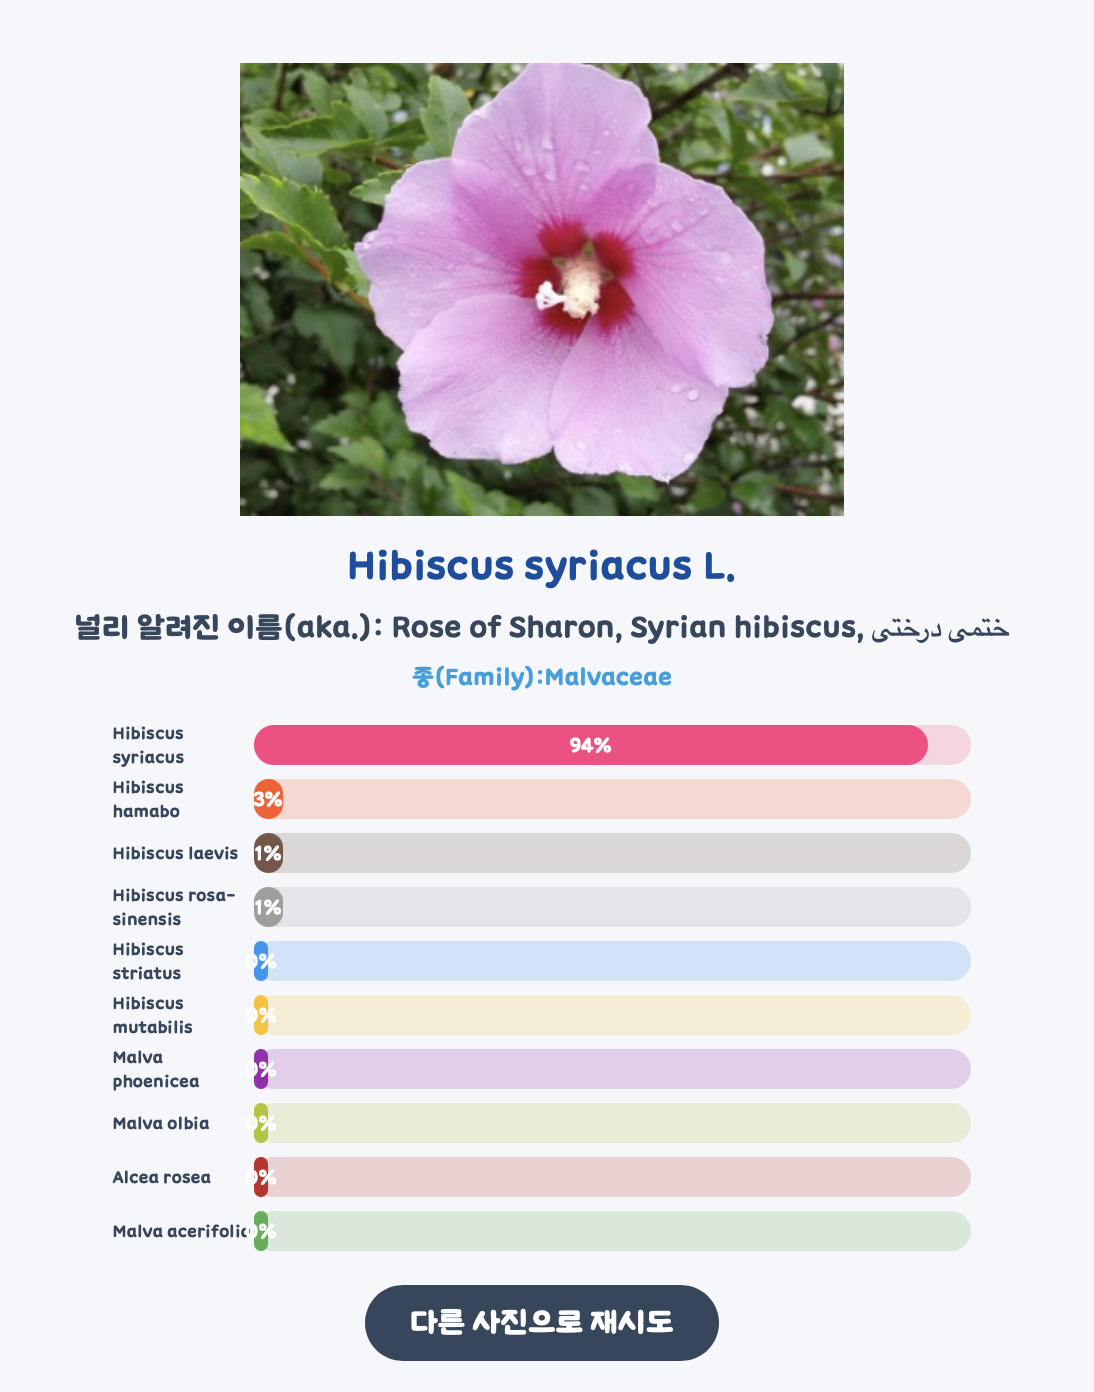 Hibiscus syriacus L.
널리 알려진 이름(aka.): Rose of Sharon, Syrian hibiscus, ختمی درختی
종(Family):Malvaceae
Hibiscus
syriacus
94%
Hibiscus
hamabo
3%
Hibiscus laevis
1%
Hibiscus rosa-
sinensis
1%
Hibiscus
striatus
0%
Hibiscus
mutabilis
0%
Malva
phoenicea
0%
Malva olbia
0%
Alcea rosea
0%
Malva acerifolia
0%
다른 사진으로 재시도